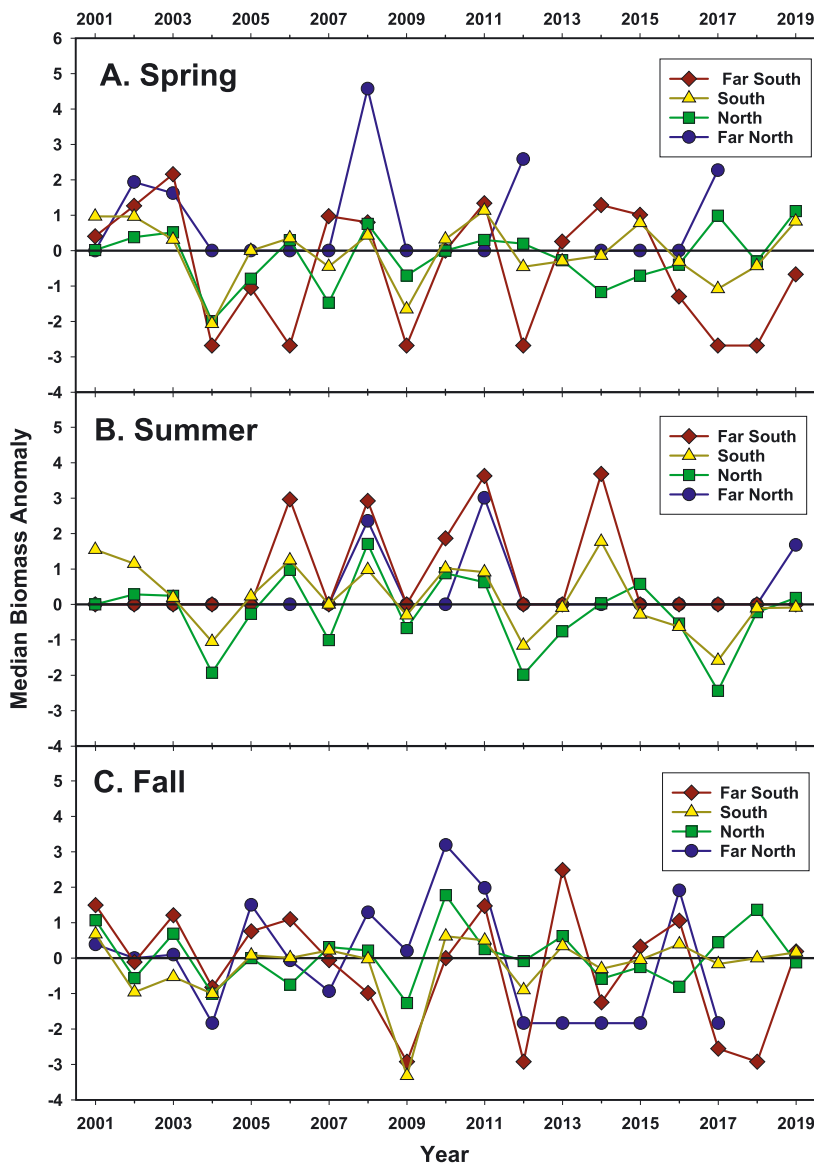 2001 2003 2005 2007 2009 2011 2013 2015 2017 2019
6
5
4
3
2
1
0
-1
-2
-3
-4
A. Spring
Far South
South
North
Far North
Median Biomass Anomaly
5
4
3
2
1
0
-1
-2
-3
-4
B. Summer
Far South
South
North
Far North
5
4
3
2
1
0
-1
-2
-3
-4
C. Fall
Far South
South
North
Far North
2001 2003 2005 2007 2009 2011 2013 2015 2017 2019
Year